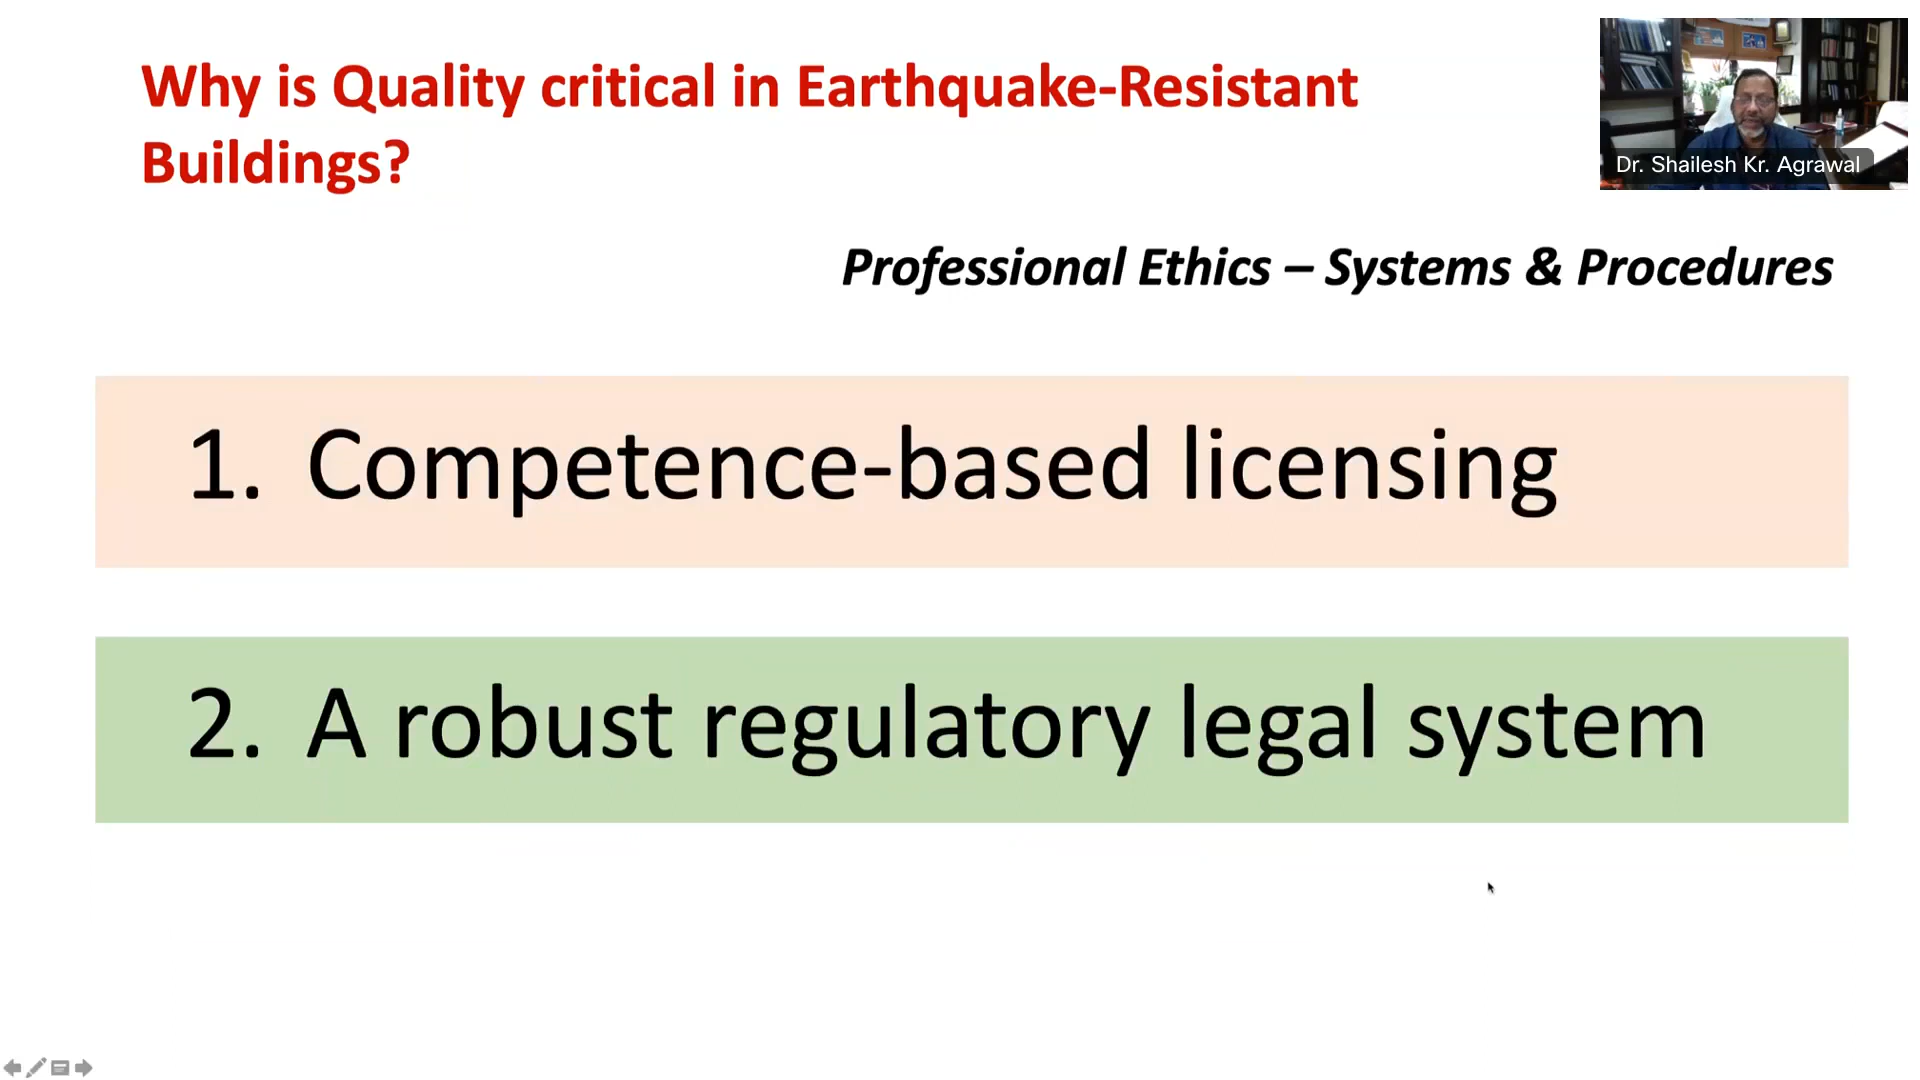 Why is Quality critical in Earthquake-Resistant
Buildings?
Dr. Shailesh Kr. Agrawal
Professional Ethics – Systems & Procedures
1. Competence-based licensing
2. A robust regulatory legal system